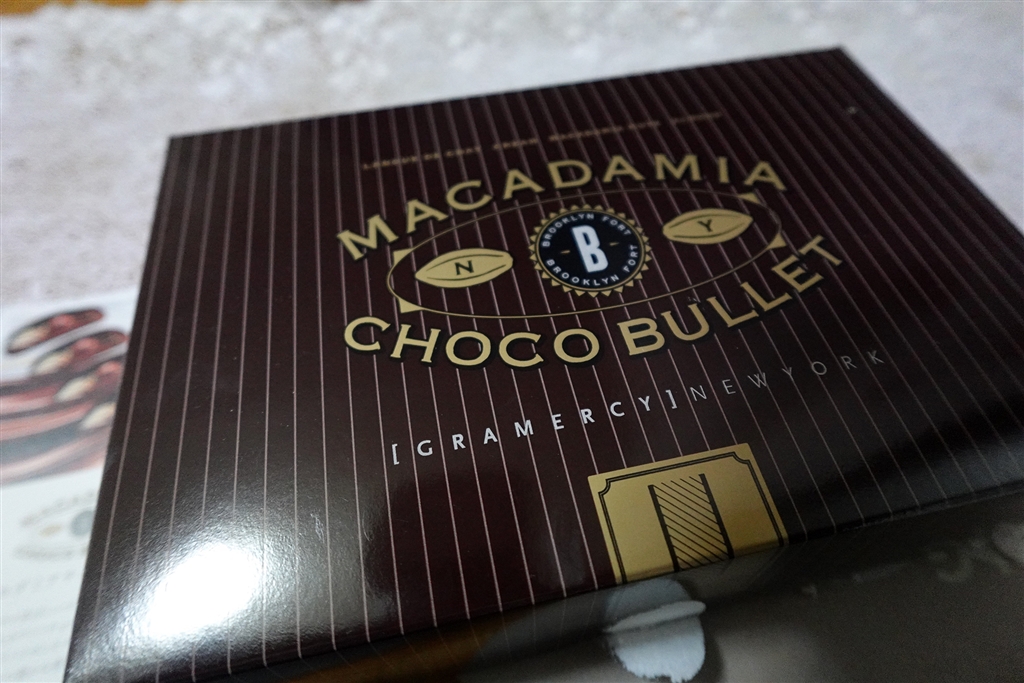 MACADAMIA
N
BROOKLYN FORT
B
BROOKLYN FORT
Y
CHOCO BULLET
[GRAMERCY]NEWYORK